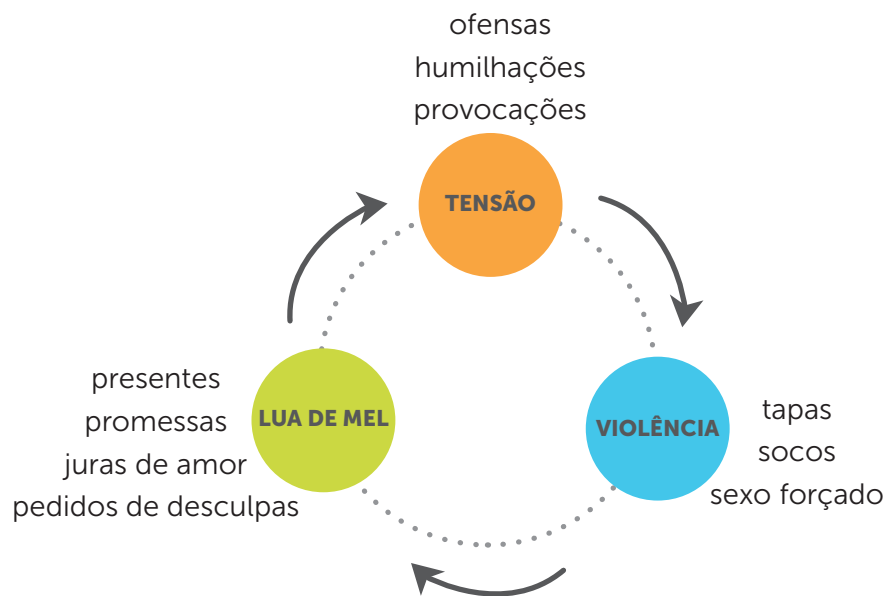 ofensas
humilhações
provocações
TENSÃO
VIOLÊNCIA
tapas
socos
sexo forçado
LUA DE MEL
presentes
promessas
juras de amor
pedidos de desculpas